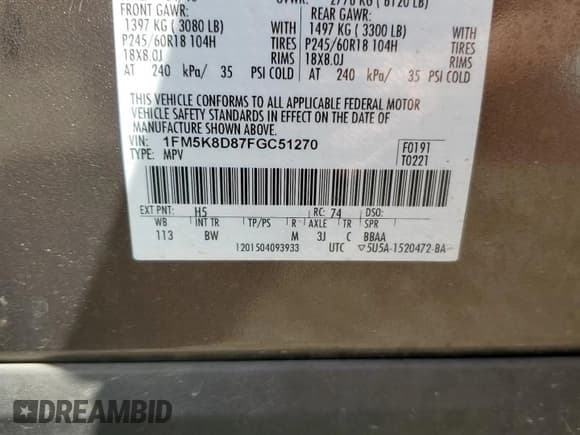 FRONT GAWR:
1397 KG ( 3080 LB) WITH
P245/60R18 104H TIRES
18X8.0J RIMS
AT 240 kPa/ 35 PSI COLD
REAR GAWR:
1497 KG ( 3300 LB) WITH
P245/60R18 104H TIRES
18X8.0J RIMS
AT 240 kPa/ 35 PSI COLD
THIS VEHICLE CONFORMS TO ALL APPLICABLE FEDERAL MOTOR
VEHICLE SAFETY STANDARDS IN EFFECT ON THE DATE OF
MANUFACTURE SHOWN ABOVE.
VIN: 1FM5K8D87FGC51270
TYPE: MPV
F0191
T0221
EXT PNT: H5 RC: 74 DSO:
WB INT TR TP/PS R AXLE TR SPR
113 BW M 3J C BBAA
1201504093933 UTC ▽5U5A-1520472-BA
DREAMBID